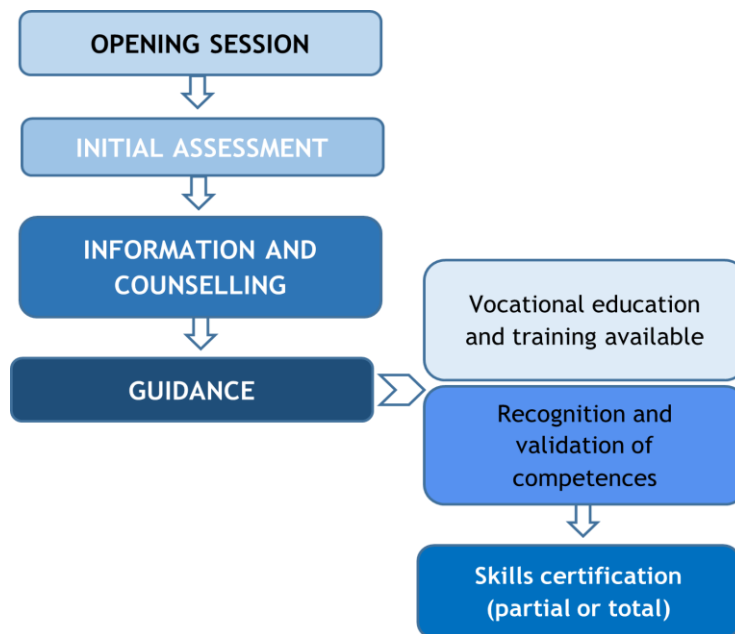 OPENING SESSION
INITIAL ASSESSMENT
INFORMATION AND
COUNSELLING
GUIDANCE
Vocational education
and training available
Recognition and
validation of
competences
Skills certification
(partial or total)